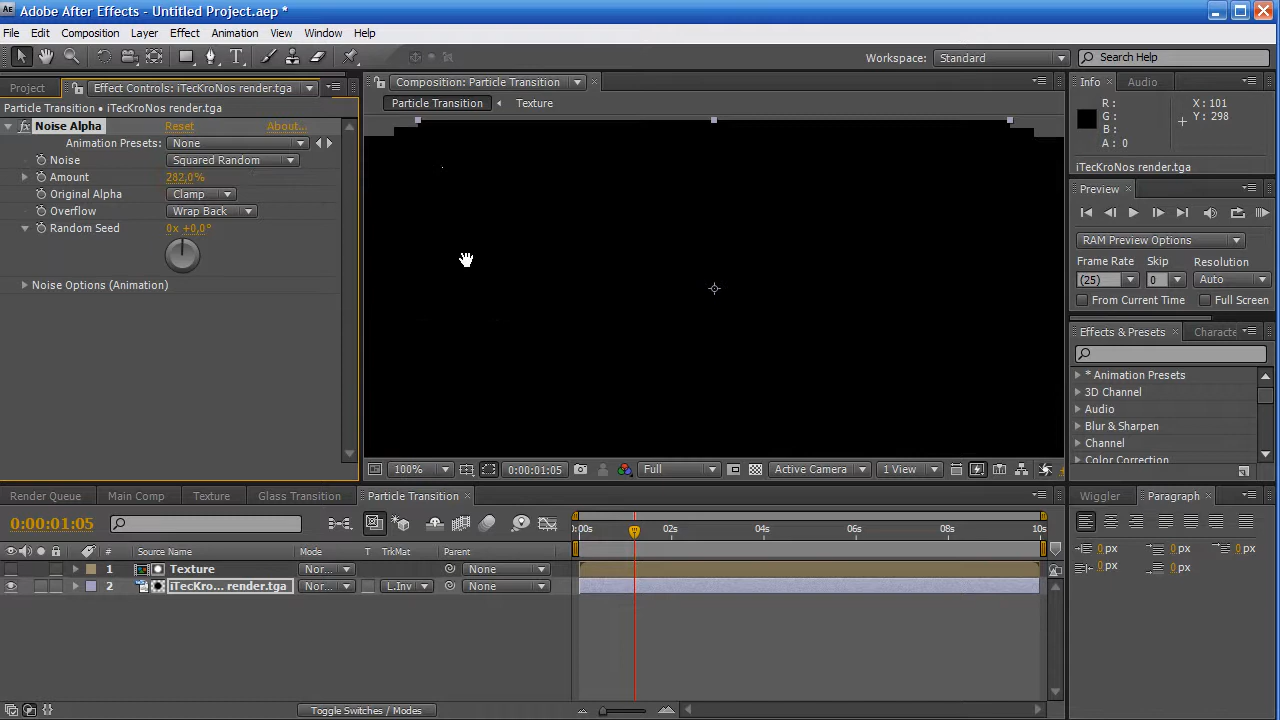 Adobe After Effects - Untitled Project.aep *
File Edit Composition Layer Effect Animation View Window Help
Workspace: Standard Search Help
Project Effect Controls: iTecKroNos render.tga
Particle Transition • iTecKroNos render.tga
fx Noise Alpha Reset About...
Animation Presets: None
Noise Squared Random
Amount 282,0%
Original Alpha Clamp
Overflow Wrap Back
Random Seed 0x +0,0°
Noise Options (Animation)
Composition: Particle Transition
Particle Transition Texture
100% 0:00:01:05 Full Active Camera 1 View
Info Audio
R : X : 101
G : Y : 298
B :
A : 0
iTecKroNos render.tga
Preview
RAM Preview Options
Frame Rate Skip Resolution
(25) 0 Auto
From Current Time Full Screen
Effects & Presets Characte
* Animation Presets
3D Channel
Audio
Blur & Sharpen
Channel
Color Correction
Render Queue Main Comp Texture Glass Transition Particle Transition
0:00:01:05
:00s 02s 04s 06s 08s 10s
# Source Name Mode T TrkMat Parent
1 Texture Nor... None
2 iTecKro... render.tga Nor... L.Inv None
Toggle Switches / Modes
Wiggler Paragraph
0 px 0 px 0 px
0 px 0 px